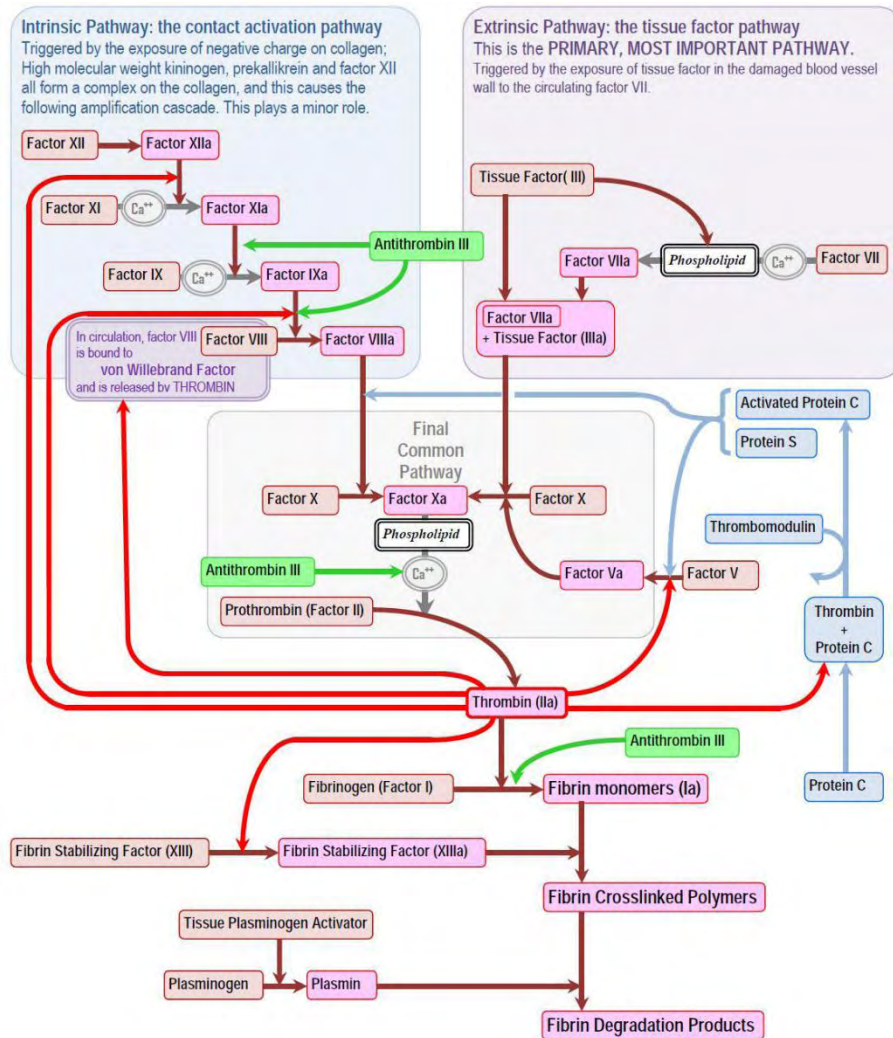 Intrinsic Pathway: the contact activation pathway
Triggered by the exposure of negative charge on collagen;
High molecular weight kininogen, prekallikrein and factor XII
all form a complex on the collagen, and this causes the
following amplification cascade. This plays a minor role.
Extrinsic Pathway: the tissue factor pathway
This is the PRIMARY, MOST IMPORTANT PATHWAY.
Triggered by the exposure of tissue factor in the damaged blood vessel
wall to the circulating factor VII.
Factor XII
Factor XIIa
Factor XI
Ca++
Factor XIa
Antithrombin III
Factor IX
Ca++
Factor IXa
In circulation, factor VIII
is bound to
von Willebrand Factor
and is released by THROMBIN
Factor VIII
Factor VIIIa
Tissue Factor( III)
Factor VIIa
Phospholipid
Ca++
Factor VII
Factor VIIa
+ Tissue Factor (IIIa)
Activated Protein C
Protein S
Final
Common
Pathway
Factor X
Factor Xa
Factor X
Phospholipid
Thrombomodulin
Antithrombin III
Ca++
Factor Va
Factor V
Prothrombin (Factor II)
Thrombin
+
Protein C
Thrombin (IIa)
Antithrombin III
Fibrinogen (Factor I)
Fibrin monomers (Ia)
Protein C
Fibrin Stabilizing Factor (XIII)
Fibrin Stabilizing Factor (XIIIa)
Fibrin Crosslinked Polymers
Tissue Plasminogen Activator
Plasminogen
Plasmin
Fibrin Degradation Products